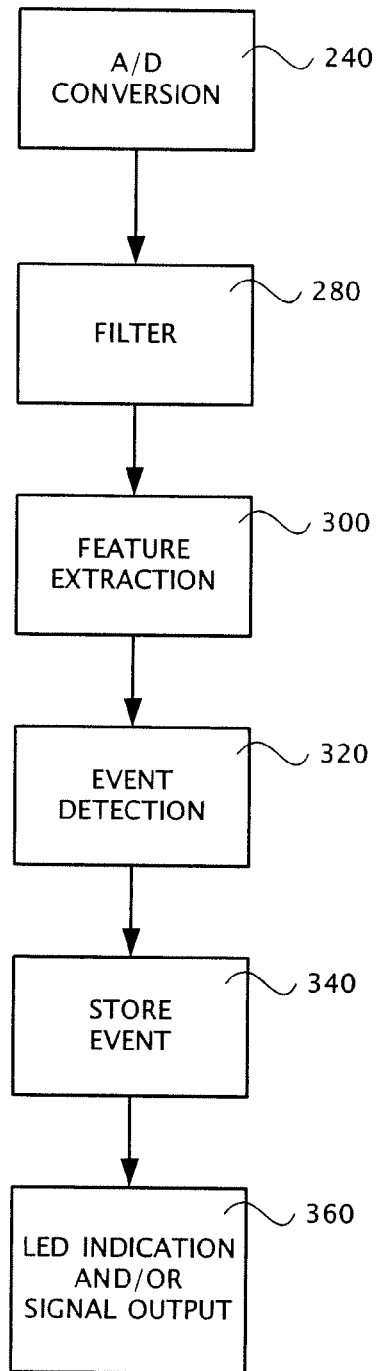 A/D
CONVERSION
240
FILTER
280
FEATURE
EXTRACTION
300
EVENT
DETECTION
320
STORE
EVENT
340
LED INDICATION
AND/OR
SIGNAL OUTPUT
360